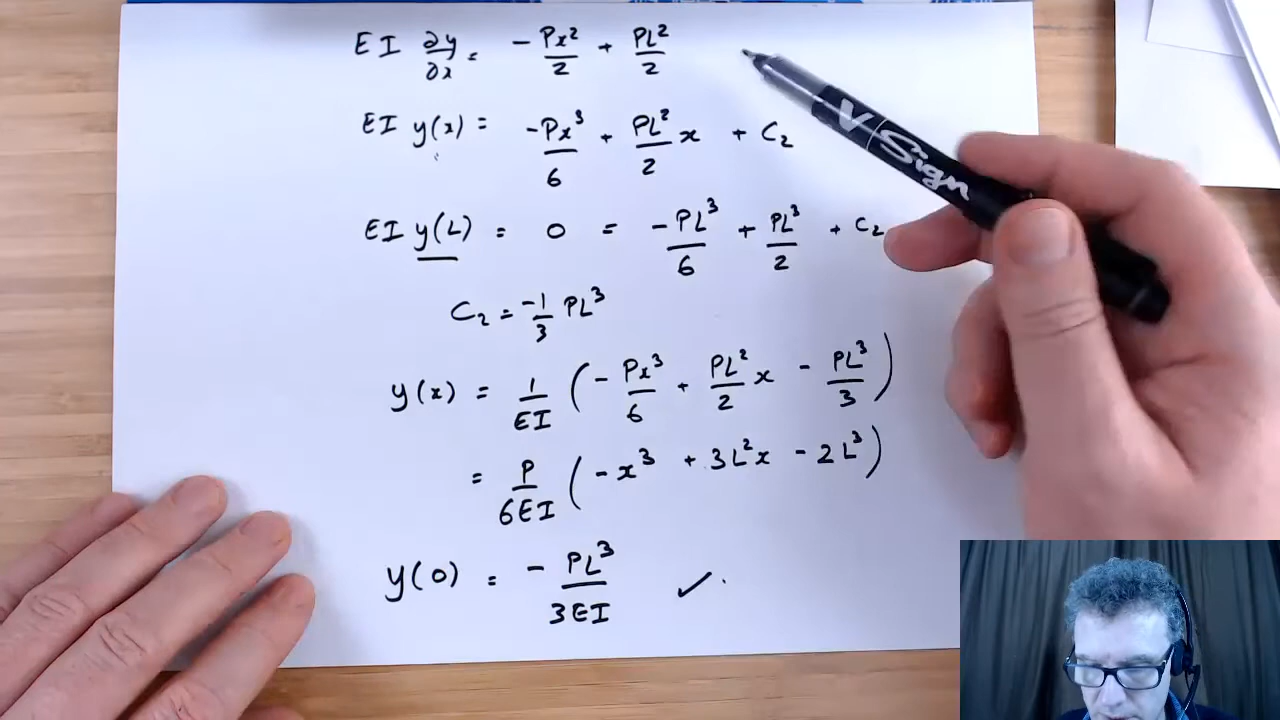 EI ∂y/∂x = - Px²/2 + PL²/2
EI y(x) = -Px³/6 + PL²/2 x + C₂
EI y(L) = 0 = -PL³/6 + PL³/2 + C₂
C₂ = -1/3 PL³
y(x) = 1/EI ( - Px³/6 + PL²/2 x - PL³/3 )
= P/6EI ( - x³ + 3L²x - 2L³ )
y(0) = - PL³/3EI ✓
V Sign